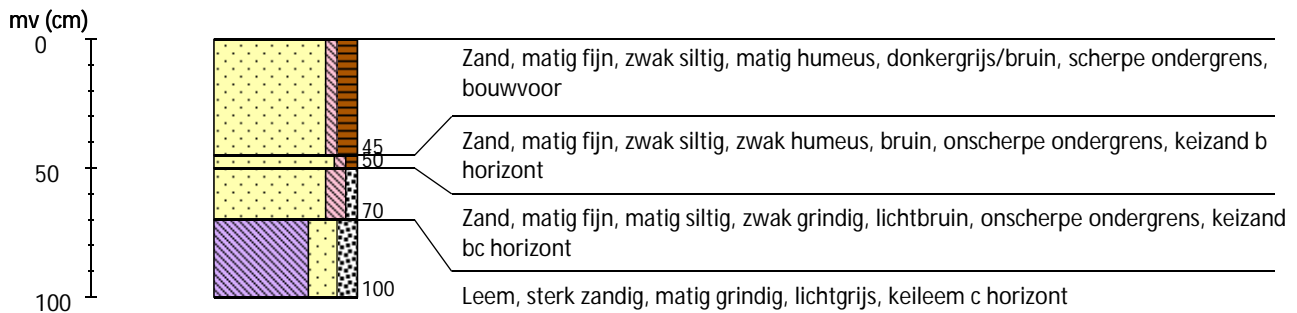 mv (cm)
0
Zand, matig fijn, zwak siltig, matig humeus, donkergrijs/bruin, scherpe ondergrens,
bouwvoor
45
Zand, matig fijn, zwak siltig, zwak humeus, bruin, onscherpe ondergrens, keizand b
horizont
50
50
Zand, matig fijn, matig siltig, zwak grindig, lichtbruin, onscherpe ondergrens, keizand
bc horizont
70
100
100
Leem, sterk zandig, matig grindig, lichtgrijs, keileem c horizont